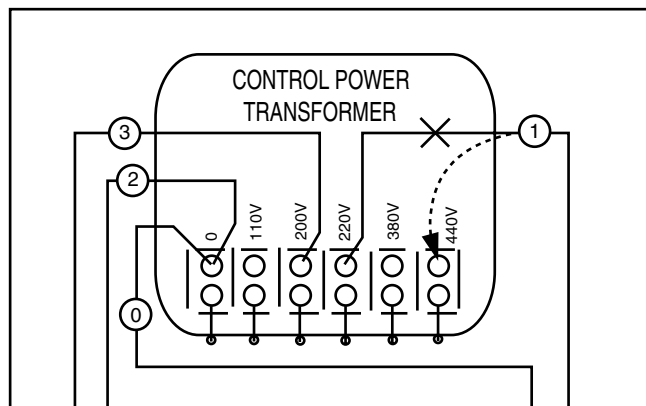 CONTROL POWER
TRANSFORMER
3
1
2
0
110V
200V
220V
380V
440V
0